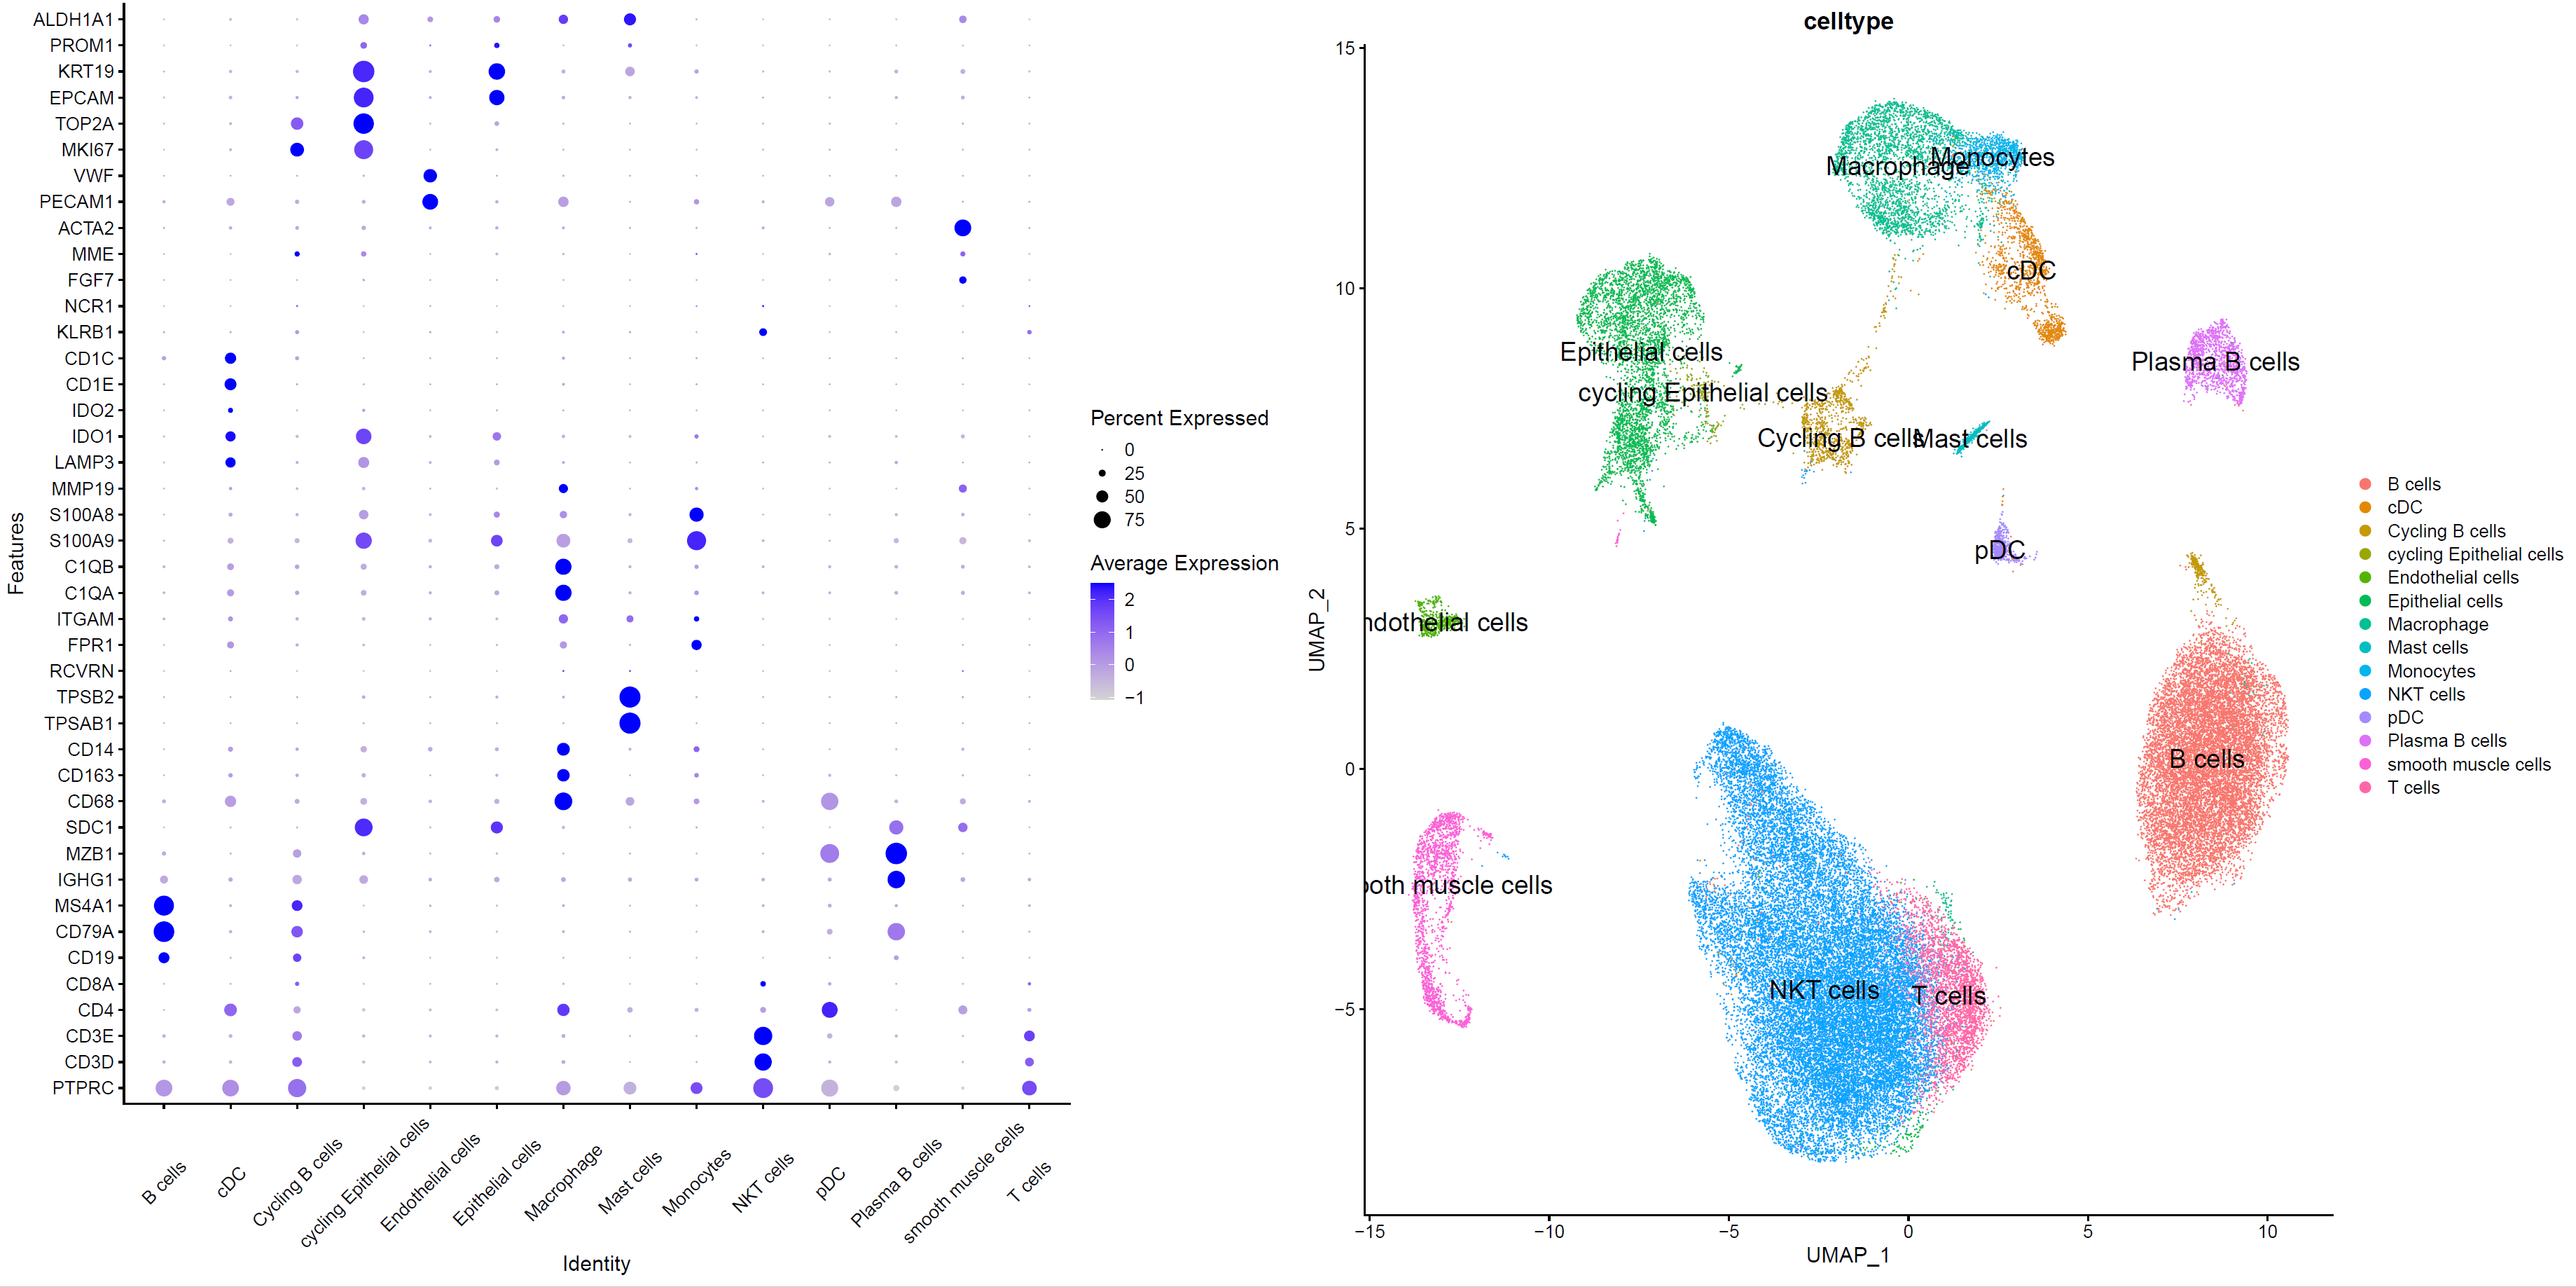 ALDH1A1
PROM1
KRT19
EPCAM
TOP2A
MKI67
VWF
PECAM1
ACTA2
MME
FGF7
NCR1
KLRB1
CD1C
CD1E
IDO2
IDO1
LAMP3
MMP19
S100A8
S100A9
C1QB
C1QA
ITGAM
FPR1
RCVRN
TPSB2
TPSAB1
CD14
CD163
CD68
SDC1
MZB1
IGHG1
MS4A1
CD79A
CD19
CD8A
CD4
CD3E
CD3D
PTPRC
Features
B cells
cDC
Cycling B cells
cycling Epithelial cells
Endothelial cells
Epithelial cells
Macrophage
Mast cells
Monocytes
NKT cells
pDC
Plasma B cells
smooth muscle cells
T cells
Identity
Percent Expressed
0
25
50
75
Average Expression
2
1
0
−1
celltype
15
10
5
0
−5
UMAP_2
Monocytes
Macrophage
cDC
Epithelial cells
Plasma B cells
cycling Epithelial cells
Cycling B cells
Mast cells
pDC
ndothelial cells
B cells
oth muscle cells
NKT cells
T cells
−15
−10
−5
0
5
10
UMAP_1
B cells
cDC
Cycling B cells
cycling Epithelial cells
Endothelial cells
Epithelial cells
Macrophage
Mast cells
Monocytes
NKT cells
pDC
Plasma B cells
smooth muscle cells
T cells